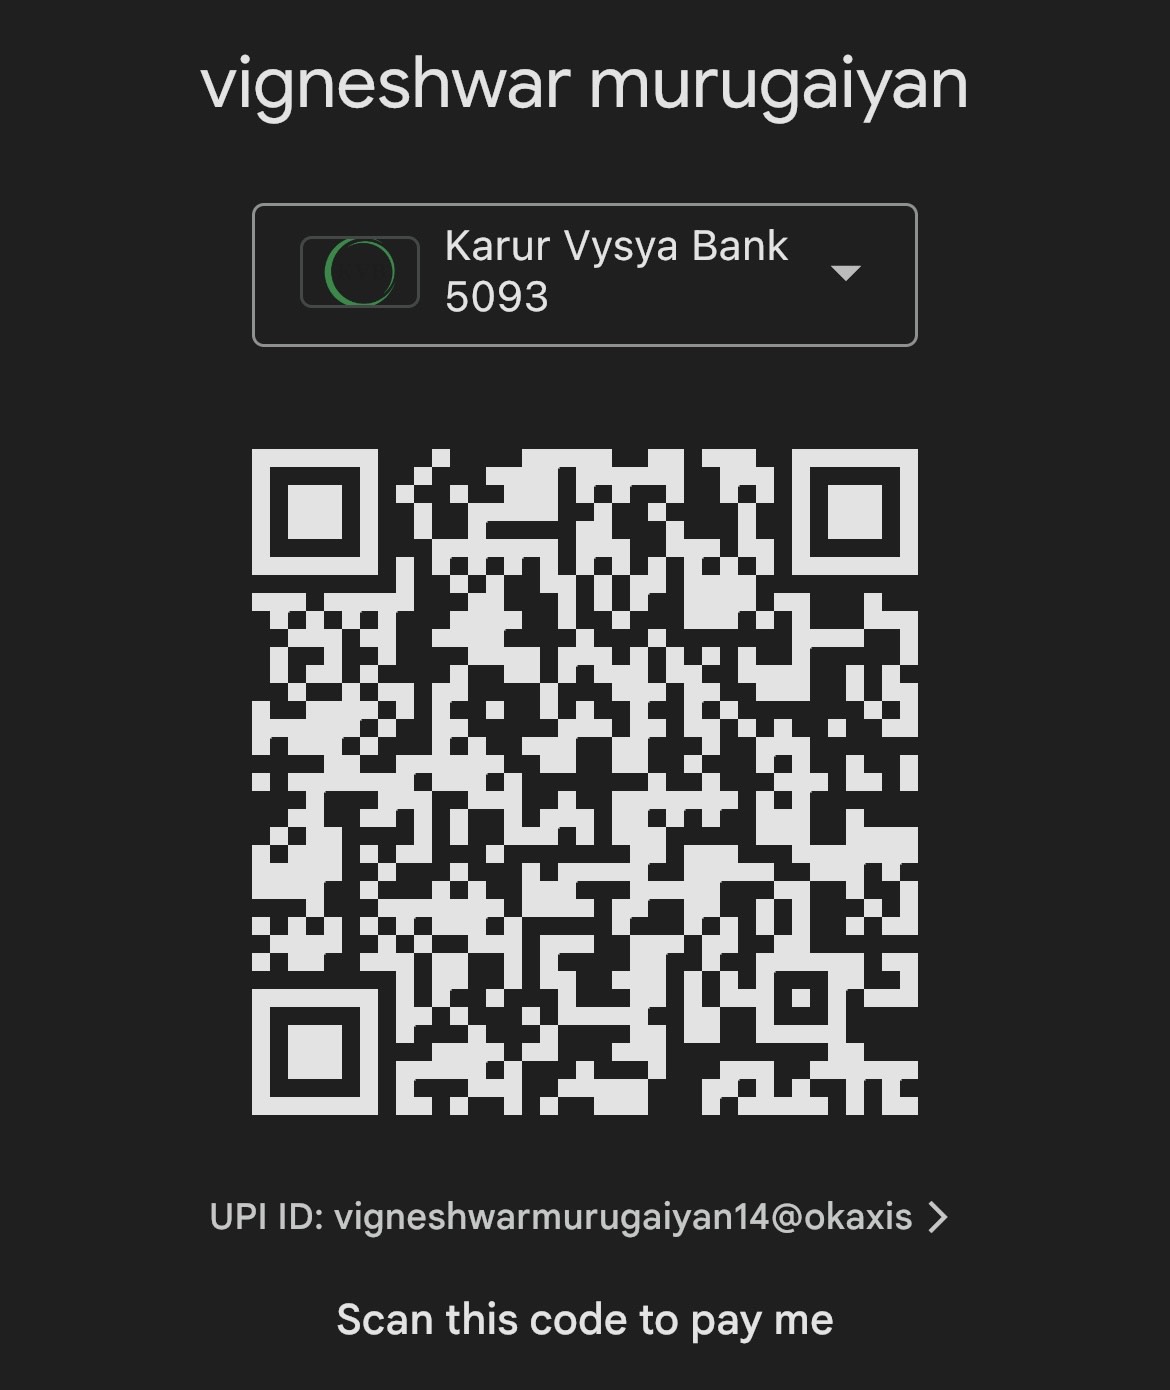 vigneshwar murugaiyan
Karur Vysya Bank
5093
UPI ID: vigneshwarmurugaiyan14@okaxis
Scan this code to pay me